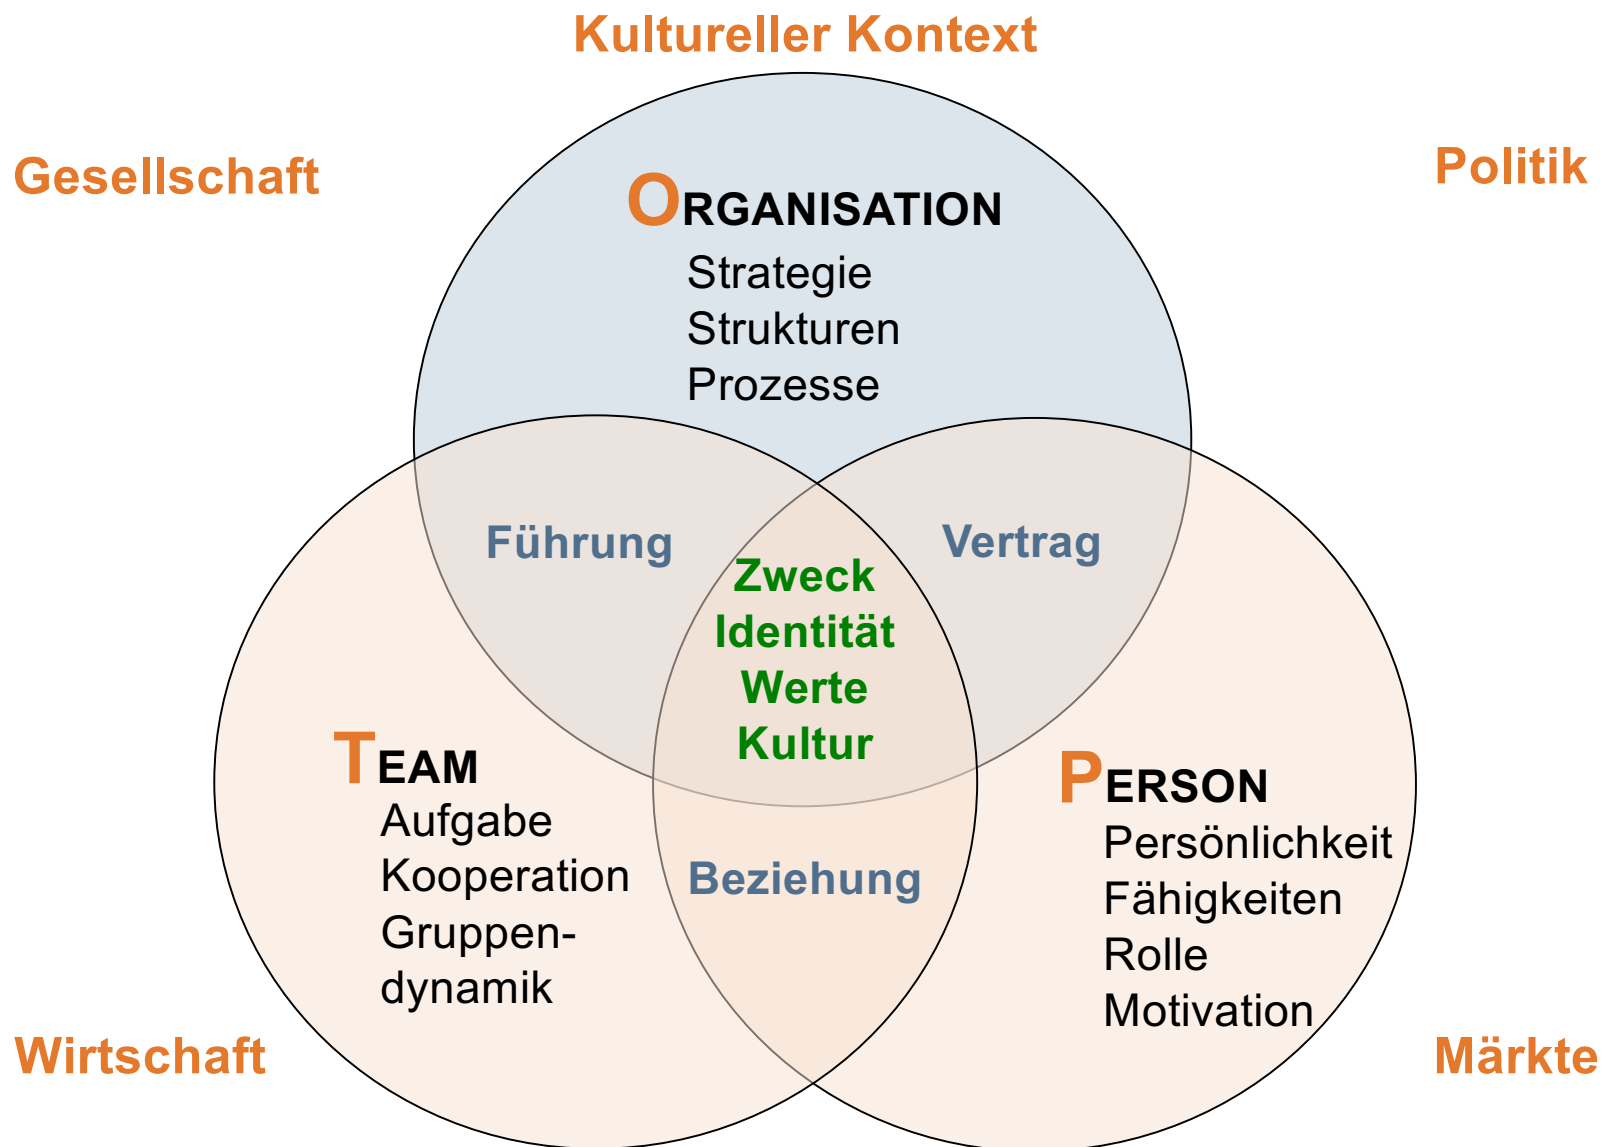 Kultureller Kontext
Gesellschaft
Politik
ORGANISATION
Strategie
Strukturen
Prozesse
Führung
Vertrag
Zweck
Identität
Werte
Kultur
TEAM
Aufgabe
Kooperation
Gruppen-
dynamik
Beziehung
PERSON
Persönlichkeit
Fähigkeiten
Rolle
Motivation
Wirtschaft
Märkte